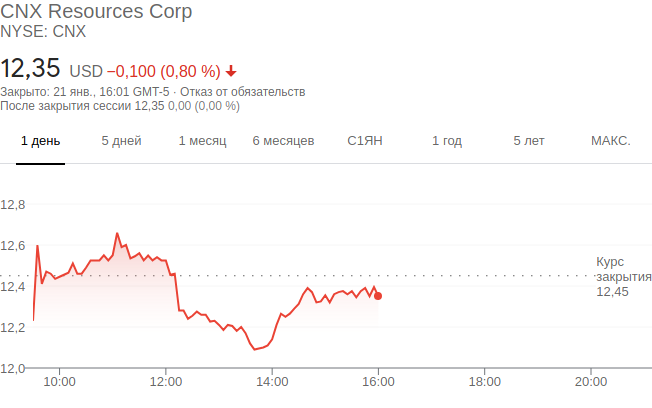 CNX Resources Corp
NYSE: CNX
12,35 USD −0,100 (0,80 %)
Закрыто: 21 янв., 16:01 GMT-5 · Отказ от обязательств
После закрытия сессии 12,35 0,00 (0,00 %)
1 день 5 дней 1 месяц 6 месяцев С1ЯН 1 год 5 лет МАКС.
12,8
12,6
Курс
закрытия
12,45
12,4
12,2
12,0
10:00 12:00 14:00 16:00 18:00 20:00